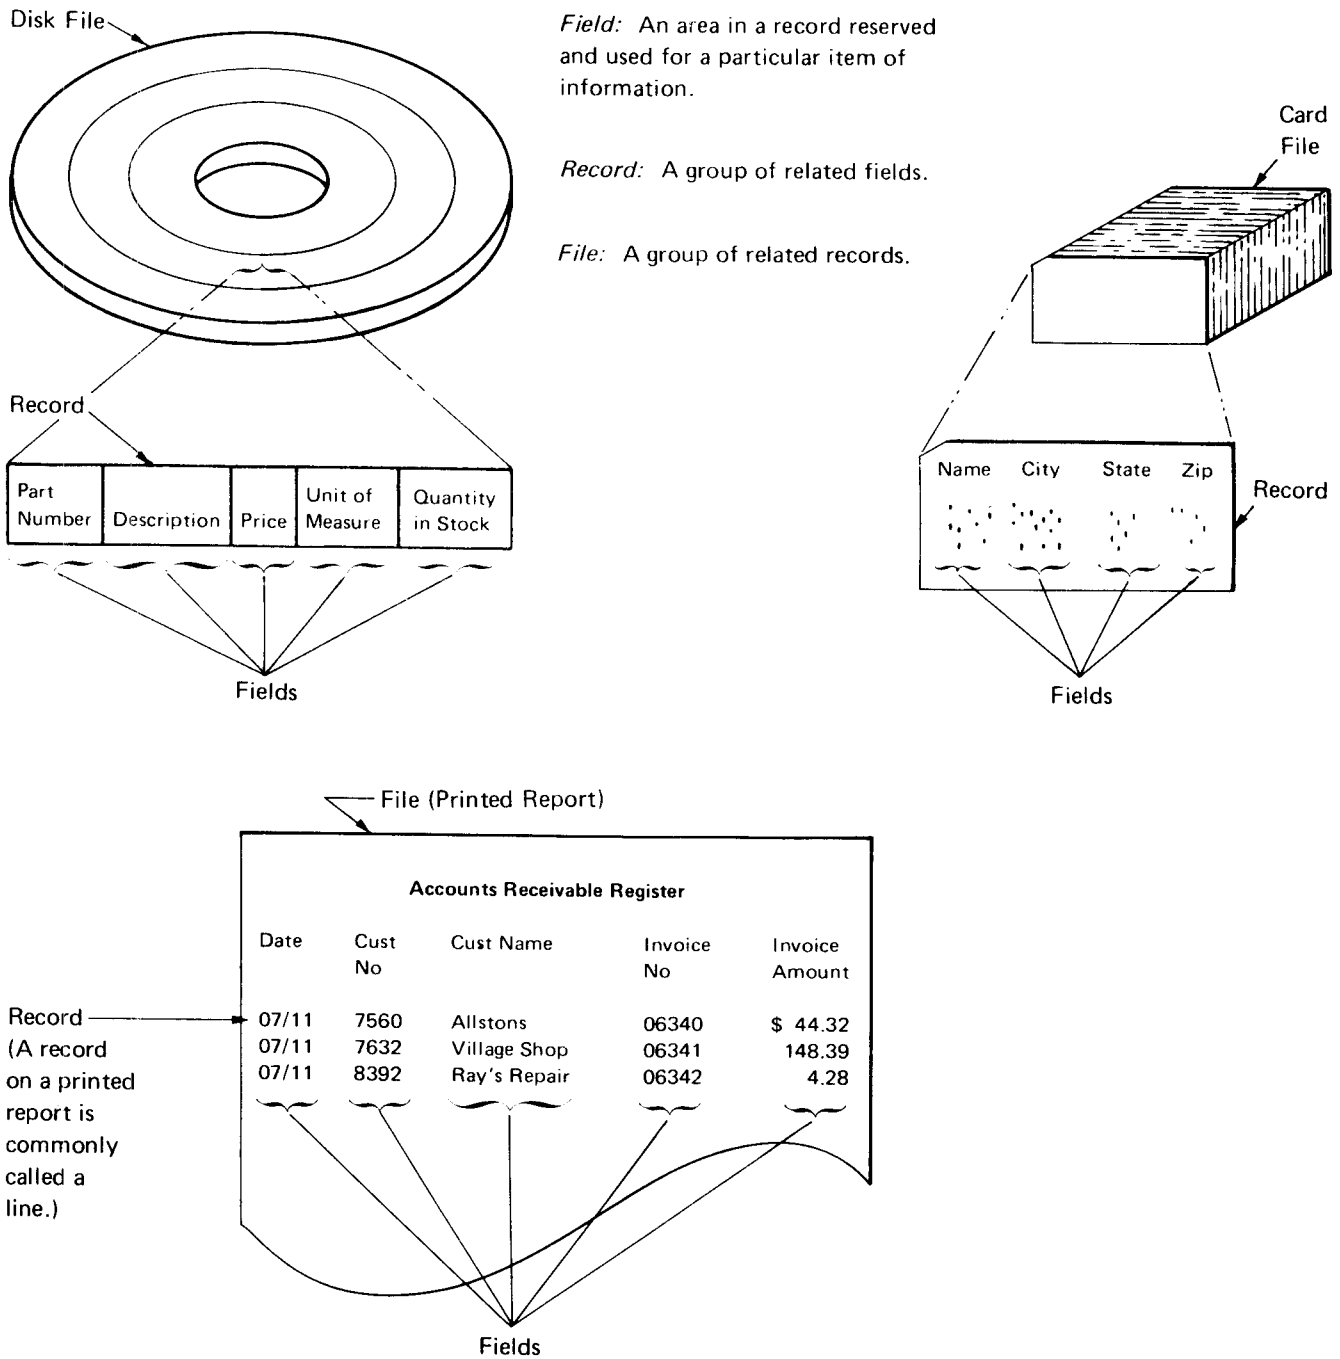 Disk File
Field: An area in a record reserved
and used for a particular item of
information.
Record: A group of related fields.
File: A group of related records.
Card
File
Record
Part
Number
Description
Price
Unit of
Measure
Quantity
in Stock
Fields
Name City State Zip
Record
Fields
File (Printed Report)
Accounts Receivable Register
Date Cust Cust Name Invoice Invoice
No No Amount
Record
(A record
on a printed
report is
commonly
called a
line.)
07/11 7560 Allstons 06340 $ 44.32
07/11 7632 Village Shop 06341 148.39
07/11 8392 Ray's Repair 06342 4.28
Fields